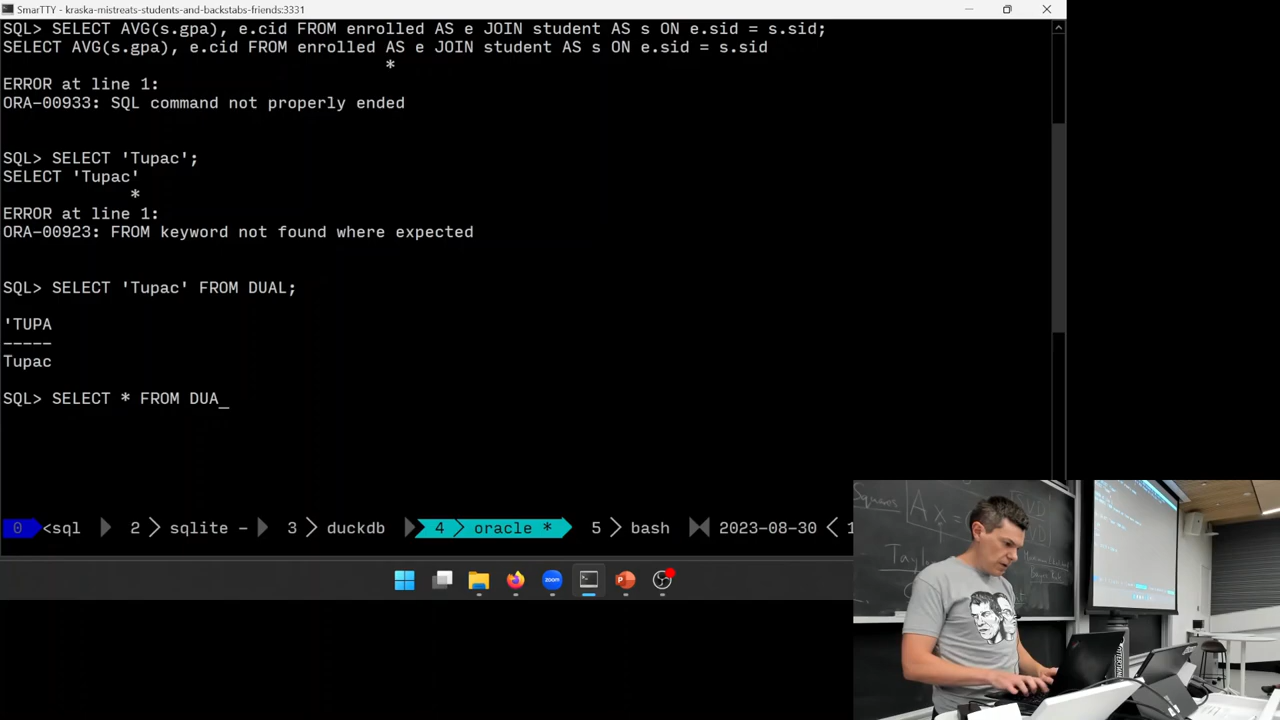 SmarTTY - kraska-mistreats-students-and-backstabs-friends:3331
SQL> SELECT AVG(s.gpa), e.cid FROM enrolled AS e JOIN student AS s ON e.sid = s.sid;
SELECT AVG(s.gpa), e.cid FROM enrolled AS e JOIN student AS s ON e.sid = s.sid
*
ERROR at line 1:
ORA-00933: SQL command not properly ended
SQL> SELECT 'Tupac';
SELECT 'Tupac'
*
ERROR at line 1:
ORA-00923: FROM keyword not found where expected
SQL> SELECT 'Tupac' FROM DUAL;
'TUPA
-----
Tupac
SQL> SELECT * FROM DUA_
0 <sql 2 > sqlite - 3 > duckdb 4 > oracle * 5 > bash 2023-08-30 < 1
zoom
Squares
Taylo